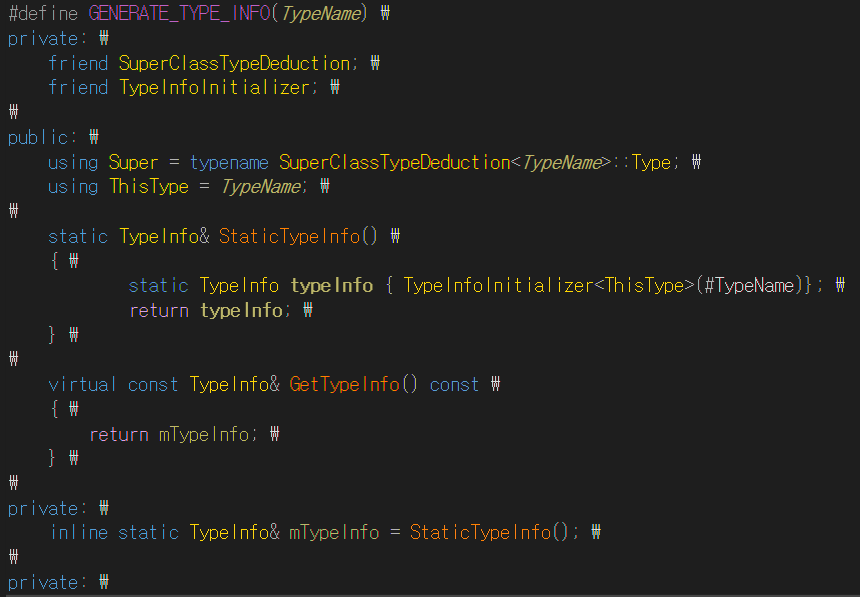 #define GENERATE_TYPE_INFO(TypeName) ₩
private: ₩
    friend SuperClassTypeDeduction; ₩
    friend TypeInfoInitializer; ₩
₩
public: ₩
    using Super = typename SuperClassTypeDeduction<TypeName>::Type; ₩
    using ThisType = TypeName; ₩
₩
    static TypeInfo& StaticTypeInfo() ₩
    { ₩
            static TypeInfo typeInfo { TypeInfoInitializer<ThisType>(#TypeName)}; ₩
            return typeInfo; ₩
    } ₩
₩
    virtual const TypeInfo& GetTypeInfo() const ₩
    { ₩
        return mTypeInfo; ₩
    } ₩
₩
private: ₩
    inline static TypeInfo& mTypeInfo = StaticTypeInfo(); ₩
₩
private: ₩